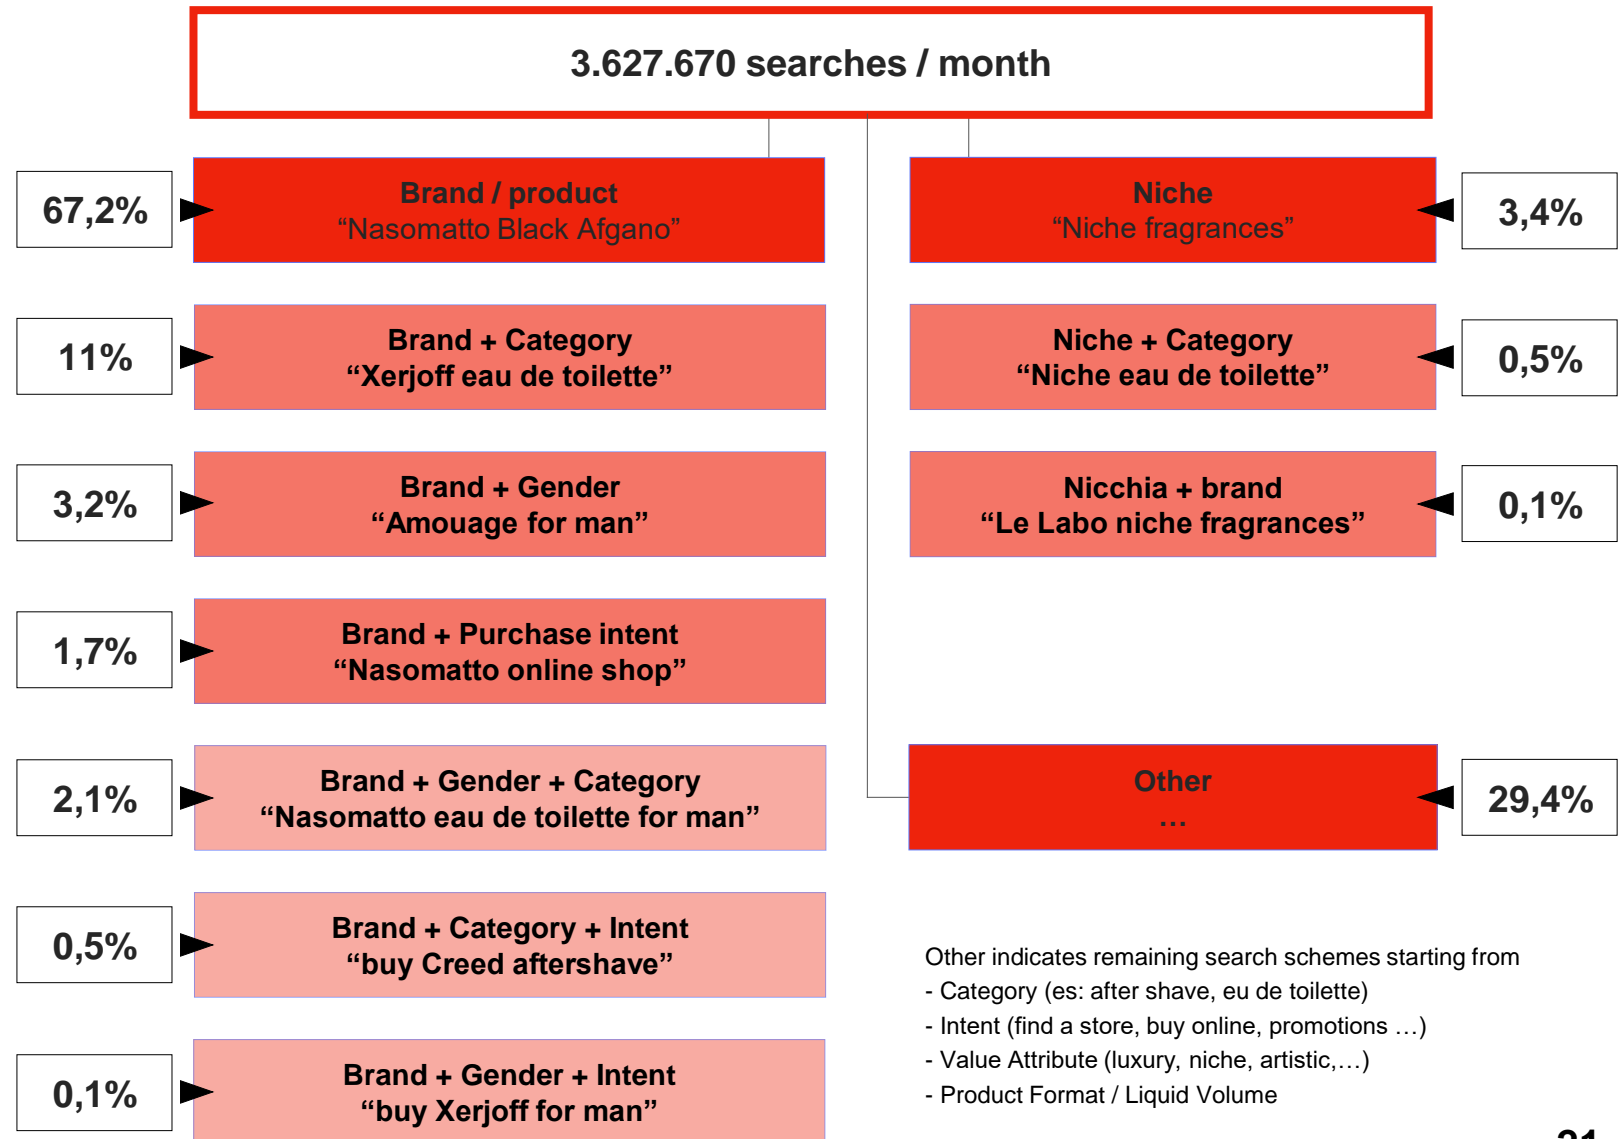 3.627.670 searches / month
67,2%
Brand / product
“Nasomatto Black Afgano”
Niche
“Niche fragrances”
3,4%
11%
Brand + Category
“Xerjoff eau de toilette”
Niche + Category
“Niche eau de toilette”
0,5%
3,2%
Brand + Gender
“Amouage for man”
Nicchia + brand
“Le Labo niche fragrances”
0,1%
1,7%
Brand + Purchase intent
“Nasomatto online shop”
2,1%
Brand + Gender + Category
“Nasomatto eau de toilette for man”
Other
…
29,4%
0,5%
Brand + Category + Intent
“buy Creed aftershave”
0,1%
Brand + Gender + Intent
“buy Xerjoff for man”
Other indicates remaining search schemes starting from
- Category (es: after shave, eu de toilette)
- Intent (find a store, buy online, promotions …)
- Value Attribute (luxury, niche, artistic,…)
- Product Format / Liquid Volume